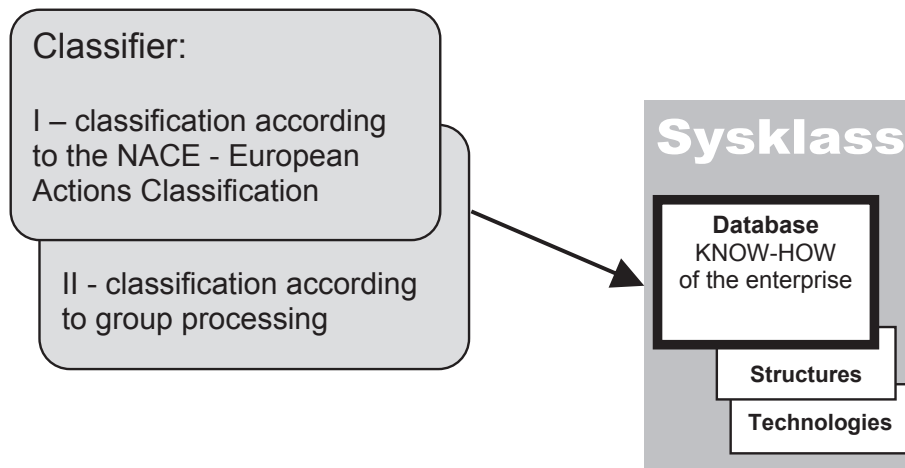 Classifier:
I – classification according
to the NACE - European
Actions Classification
II - classification according
to group processing
Sysklass
Database
KNOW-HOW
of the enterprise
Structures
Technologies